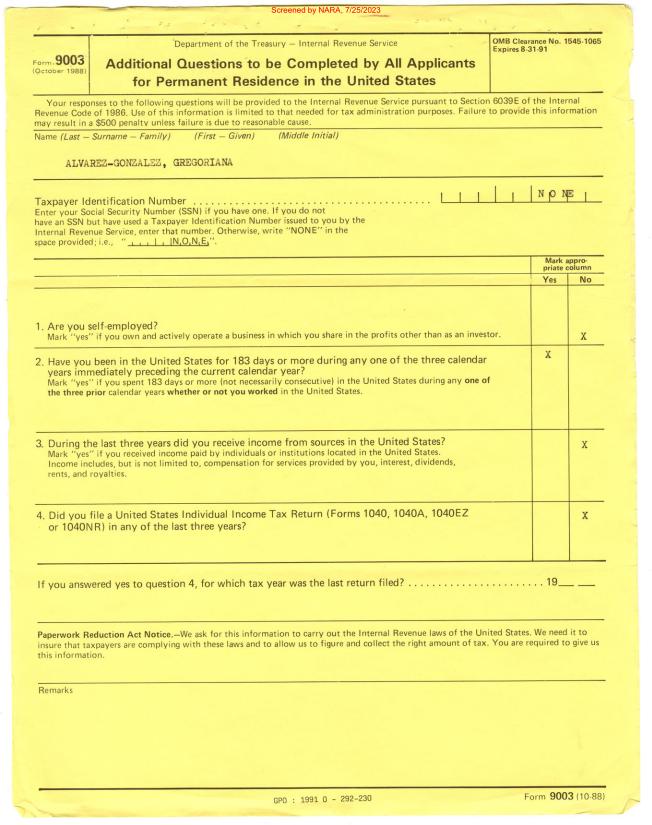 Screened by NARA, 7/25/2023
Department of the Treasury — Internal Revenue Service
OMB Clearance No. 1545-1065
Expires 8-31-91
Form 9003
(October 1988)
Additional Questions to be Completed by All Applicants
for Permanent Residence in the United States
Your responses to the following questions will be provided to the Internal Revenue Service pursuant to Section 6039E of the Internal
Revenue Code of 1986. Use of this information is limited to that needed for tax administration purposes. Failure to provide this information
may result in a $500 penalty unless failure is due to reasonable cause.
Name (Last — Surname — Family) (First — Given) (Middle Initial)
ALVAREZ-GONZALEZ, GREGORIANA
Taxpayer Identification Number ..................................... NONE
Enter your Social Security Number (SSN) if you have one. If you do not
have an SSN but have used a Taxpayer Identification Number issued to you by the
Internal Revenue Service, enter that number. Otherwise, write "NONE" in the
space provided; i.e., " N,O,N,E,".
Mark appro-
priate column
Yes No
1. Are you self-employed?
Mark "yes" if you own and actively operate a business in which you share in the profits other than as an investor. X
2. Have you been in the United States for 183 days or more during any one of the three calendar X
years immediately preceding the current calendar year?
Mark "yes" if you spent 183 days or more (not necessarily consecutive) in the United States during any one of
the three prior calendar years whether or not you worked in the United States.
3. During the last three years did you receive income from sources in the United States? X
Mark "yes" if you received income paid by individuals or institutions located in the United States.
Income includes, but is not limited to, compensation for services provided by you, interest, dividends,
rents, and royalties.
4. Did you file a United States Individual Income Tax Return (Forms 1040, 1040A, 1040EZ X
or 1040NR) in any of the last three years?
If you answered yes to question 4, for which tax year was the last return filed? ....................... 19__ __
Paperwork Reduction Act Notice.—We ask for this information to carry out the Internal Revenue laws of the United States. We need it to
insure that taxpayers are complying with these laws and to allow us to figure and collect the right amount of tax. You are required to give us
this information.
Remarks
GPO : 1991 O - 292-230
Form 9003 (10-88)